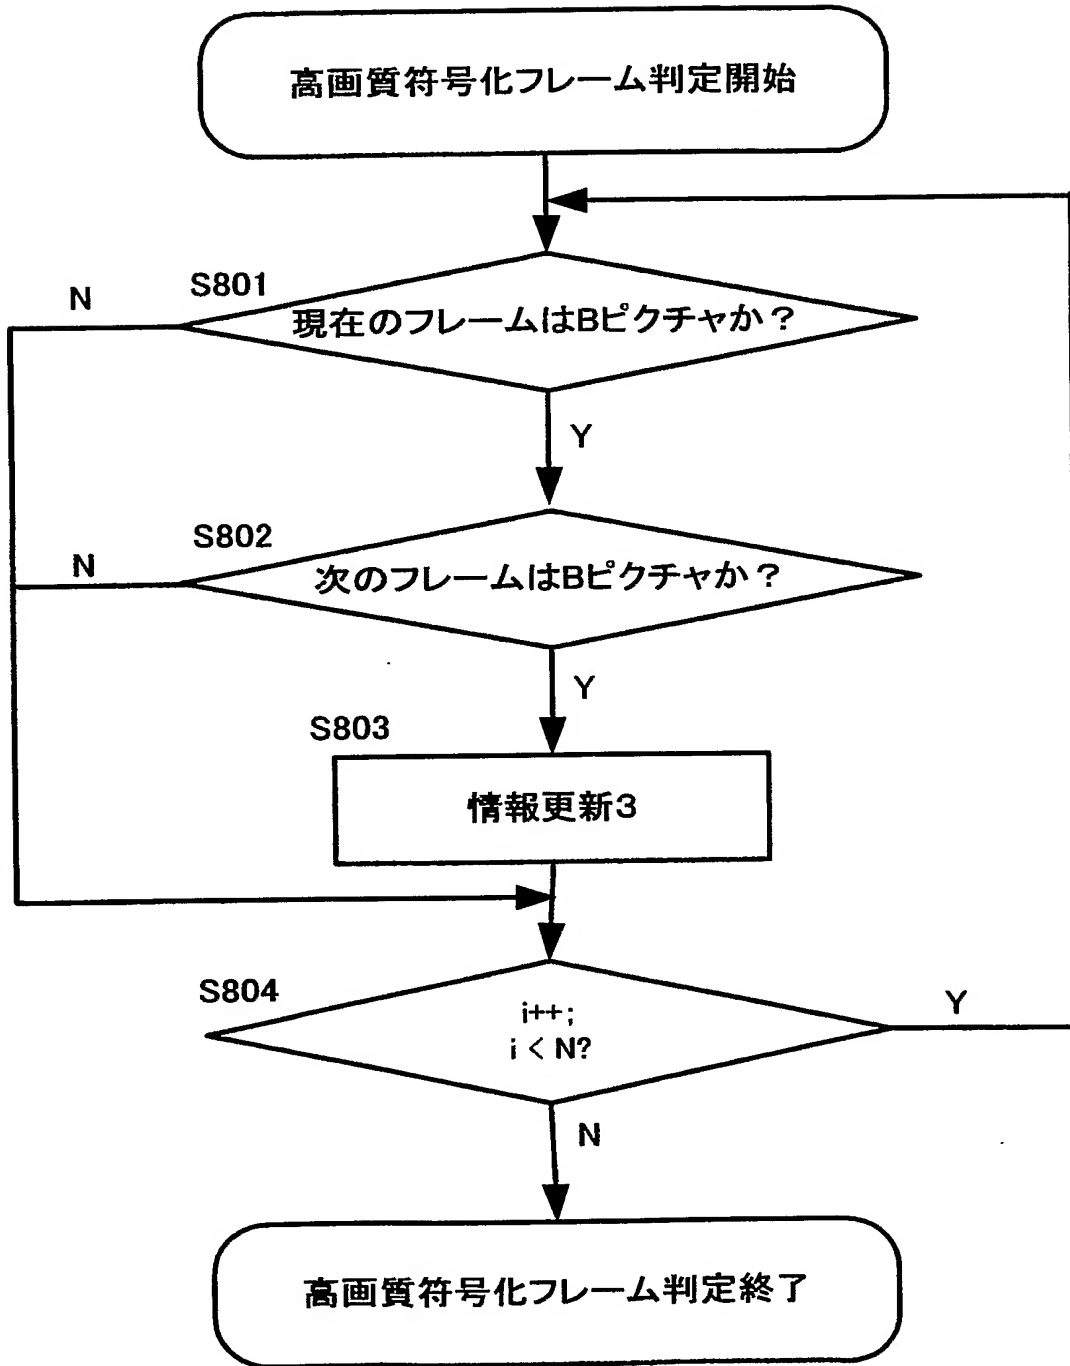 高画質符号化フレーム判定開始
S801
N
現在のフレームはBピクチャか？
Y
S802
N
次のフレームはBピクチャか？
Y
S803
情報更新3
S804
i++;
i < N?
Y
N
高画質符号化フレーム判定終了